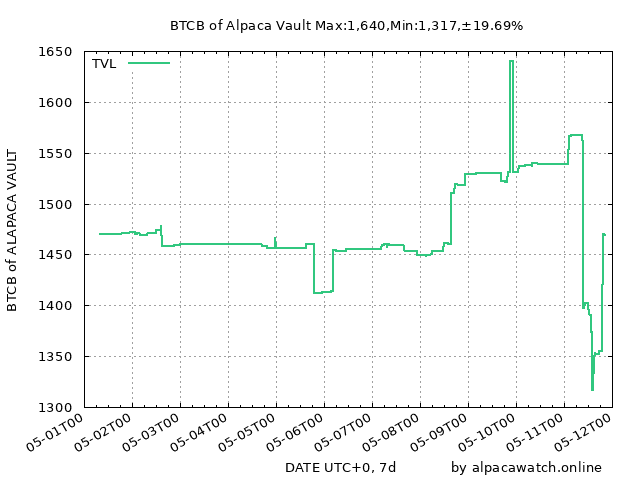 BTCB of Alpaca Vault Max:1,640,Min:1,317,±19.69%
TVL
BTCB of ALAPACA VAULT
1650
1600
1550
1500
1450
1400
1350
1300
05-01T00
05-02T00
05-03T00
05-04T00
05-05T00
05-06T00
05-07T00
05-08T00
05-09T00
05-10T00
05-11T00
05-12T00
DATE UTC+0, 7d
by alpacawatch.online